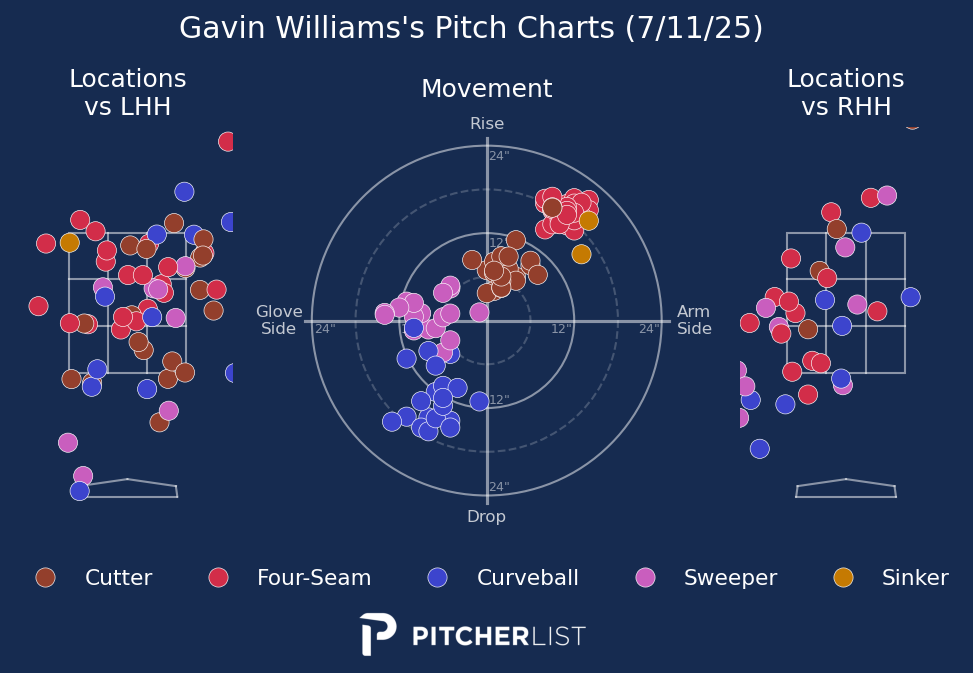 Gavin Williams's Pitch Charts (7/11/25)
Locations
vs LHH
Movement
Locations
vs RHH
Rise
24"
12"
Glove
Side
24"
12"
24"
Arm
Side
12"
24"
Drop
Cutter
Four-Seam
Curveball
Sweeper
Sinker
PITCHERLIST